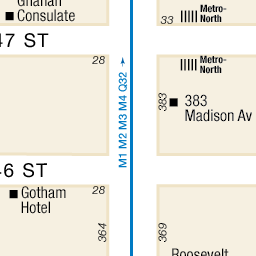 Ghanan
Consulate
33
Metro-
North
47 ST
28
Metro-
North
M1 M2 M3 M4 Q32
383
383
Madison Av
46 ST
Gotham
Hotel
28
364
369
Roosevelt